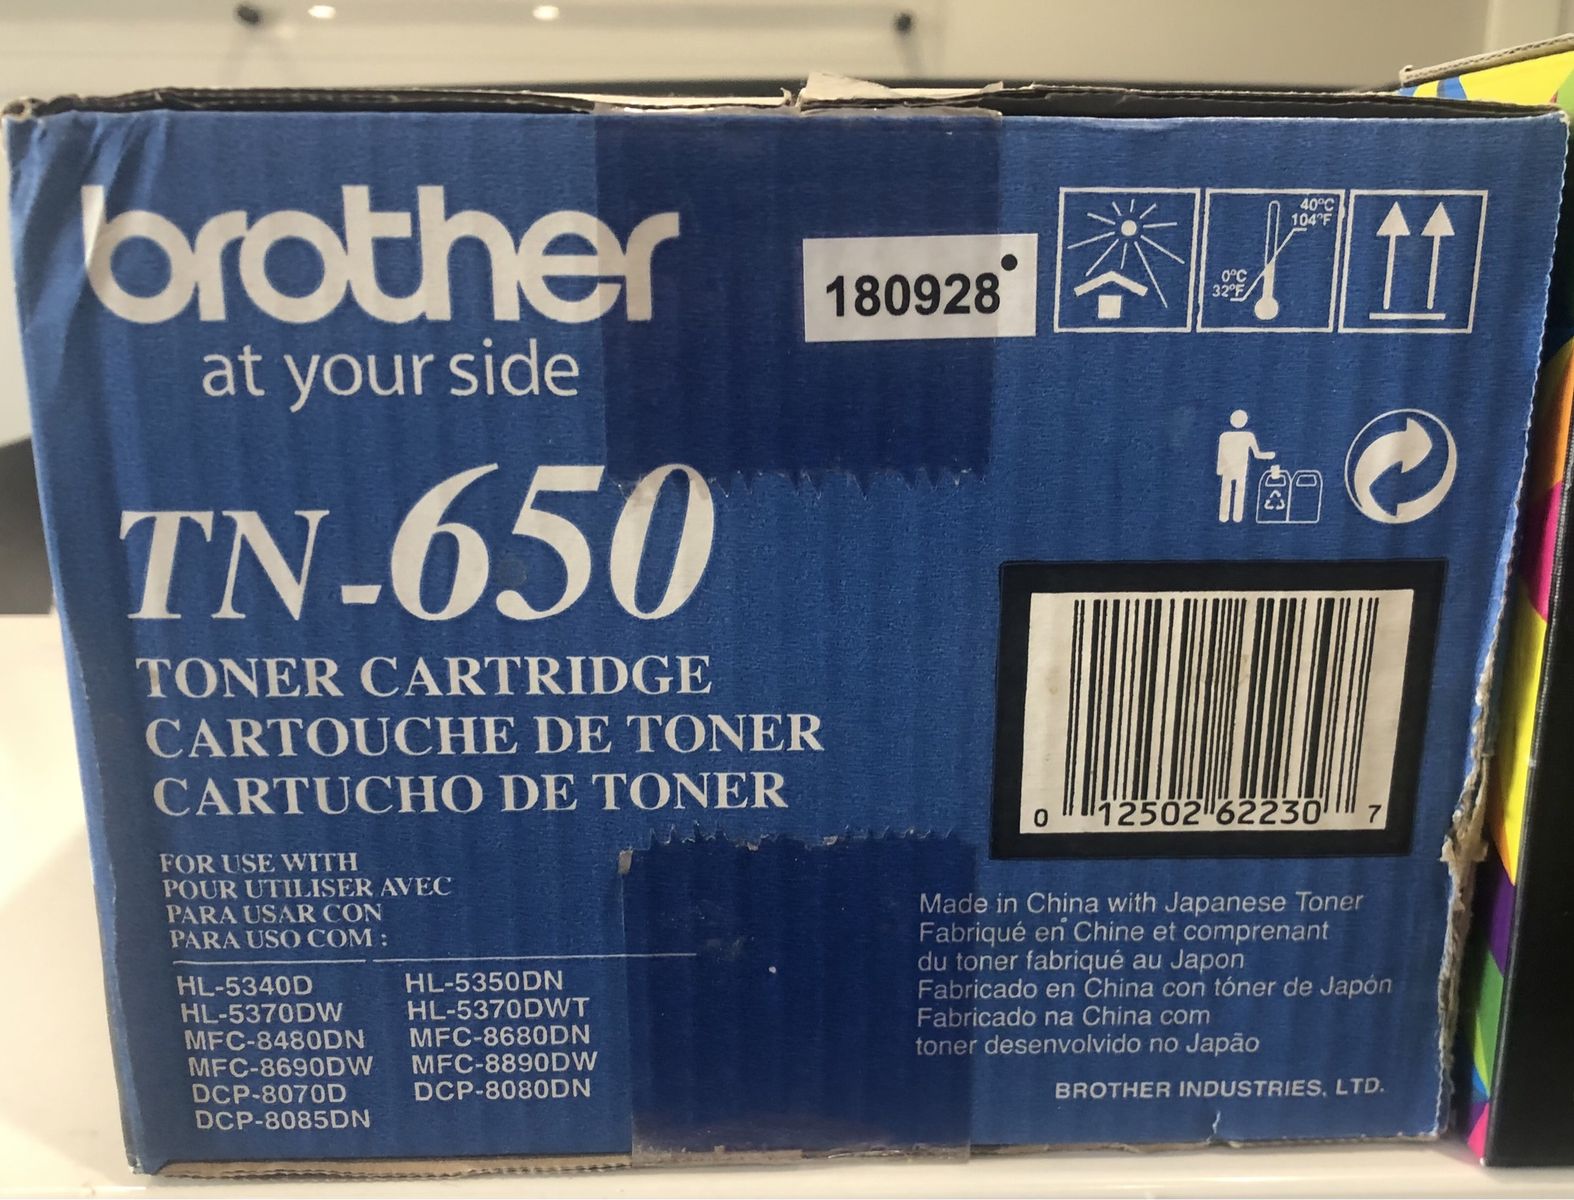 brother
at your side
180928
40°C
104°F
0°C
32°F
TN-650
TONER CARTRIDGE
CARTOUCHE DE TONER
CARTUCHO DE TONER
0 12502 62230 7
FOR USE WITH
POUR UTILISER AVEC
PARA USAR CON
PARA USO COM :
HL-5340D HL-5350DN
HL-5370DW HL-5370DWT
MFC-8480DN MFC-8680DN
MFC-8690DW MFC-8890DW
DCP-8070D DCP-8080DN
DCP-8085DN
Made in China with Japanese Toner
Fabriqué en Chine et comprenant
du toner fabriqué au Japon
Fabricado en China con tóner de Japón
Fabricado na China com
toner desenvolvido no Japão
BROTHER INDUSTRIES, LTD.